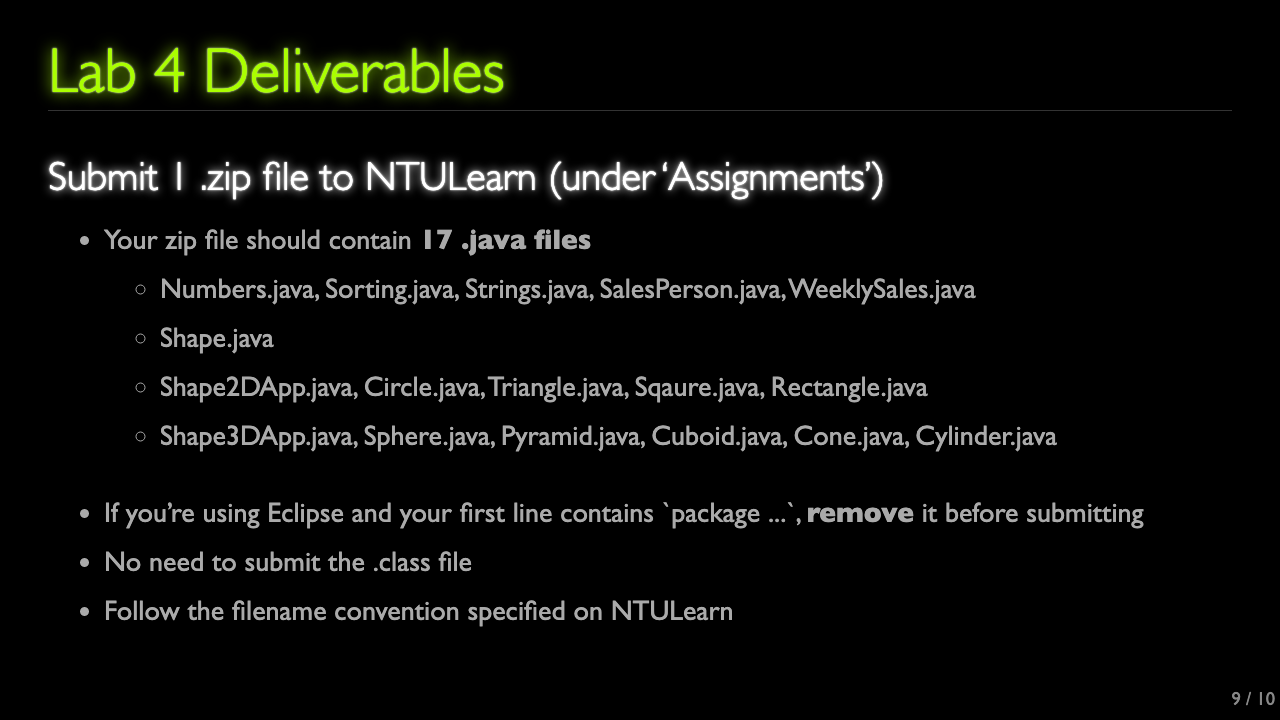 Lab 4 Deliverables
Submit 1 .zip file to NTULearn (under ‘Assignments’)
• Your zip file should contain 17 .java files
○ Numbers.java, Sorting.java, Strings.java, SalesPerson.java, WeeklySales.java
○ Shape.java
○ Shape2DApp.java, Circle.java, Triangle.java, Sqaure.java, Rectangle.java
○ Shape3DApp.java, Sphere.java, Pyramid.java, Cuboid.java, Cone.java, Cylinder.java
• If you’re using Eclipse and your first line contains `package ...`, remove it before submitting
• No need to submit the .class file
• Follow the filename convention specified on NTULearn
9 / 10